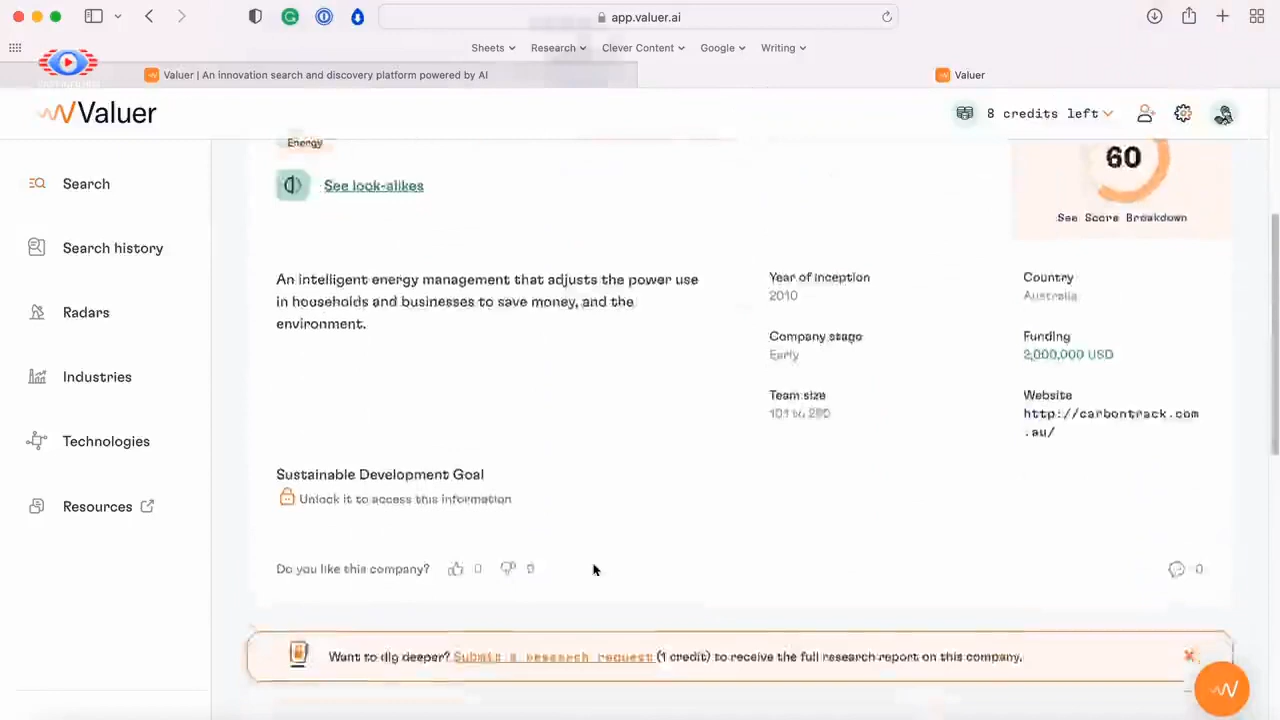 app.valuer.ai
Sheets Research Clever Content Google Writing
Valuer | An innovation search and discovery platform powered by AI
Valuer
Valuer
8 credits left
Energy
60
See look-alikes
See Score Breakdown
Search
Search history
Radars
Industries
Technologies
Resources
An intelligent energy management that adjusts the power use
in households and businesses to save money, and the
environment.
Year of inception
2010
Country
Australia
Company stage
Early
Funding
2,000,000 USD
Team size
Website
http://carbontrack.com
.au/
Sustainable Development Goal
Unlock it to access this information
Do you like this company? 0 0
0
Want to dig deeper? Submit a research request (1 credit) to receive the full research report on this company.